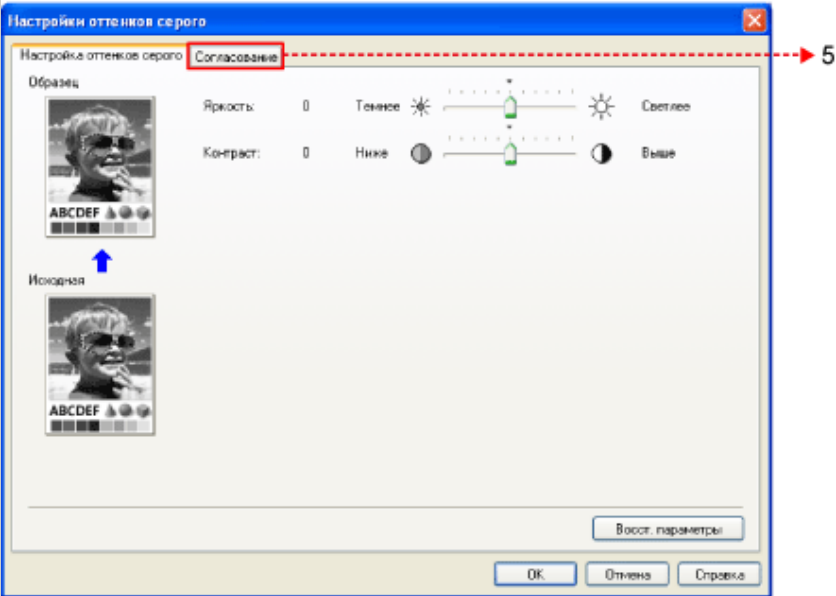 Настройки оттенков серого
Настройка оттенков серого Согласование 5
Образец
Яркость: 0 Темнее Светлее
Контраст: 0 Ниже Выше
ABCDEF
Исходная
ABCDEF
Восст. параметры
OK Отмена Справка